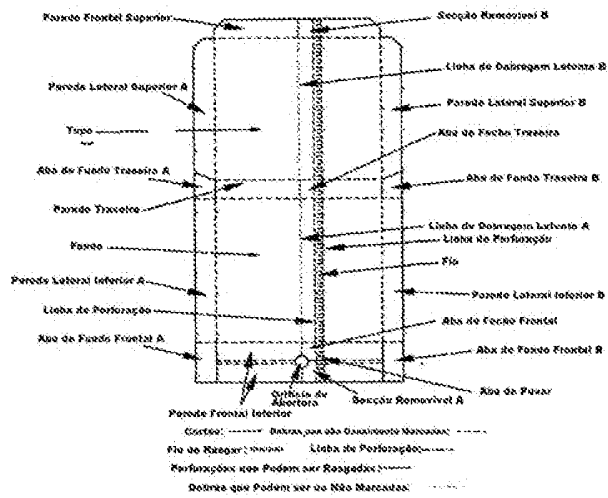 Parede Frontal Superior
Secção Removível B
Linha de Dobragem Latente B
Parede Lateral Superior A
Parede Lateral Superior B
Topo
Aba de Fecho Traseira
Aba de Fundo Traseira A
Aba de Fundo Traseira B
Parede Traseira
Linha de Dobragem Latente A
Linha de Perfuração
Fundo
Fio
Parede Lateral Inferior A
Parede Lateral Inferior B
Linha de Perfuração
Aba de Fecho Frontal
Aba de Fundo Frontal A
Aba de Fundo Frontal B
Orifício de
Abertura
Aba de Puxar
Secção Removível A
Parede Frontal Inferior
Cortes:
Fio de Rasgar:
Linha de Perfuração:
Perfurações que Podem ser Rasgadas:
Dobras que Podem ser ou Não Marcadas: